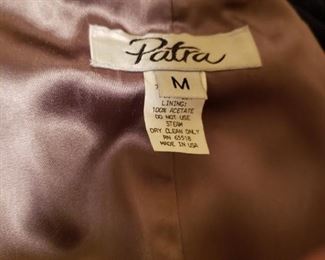 Patra
M
LINING:
100% ACETATE
DO NOT USE
STEAM
DRY CLEAN ONLY
RN 65518
MADE IN USA